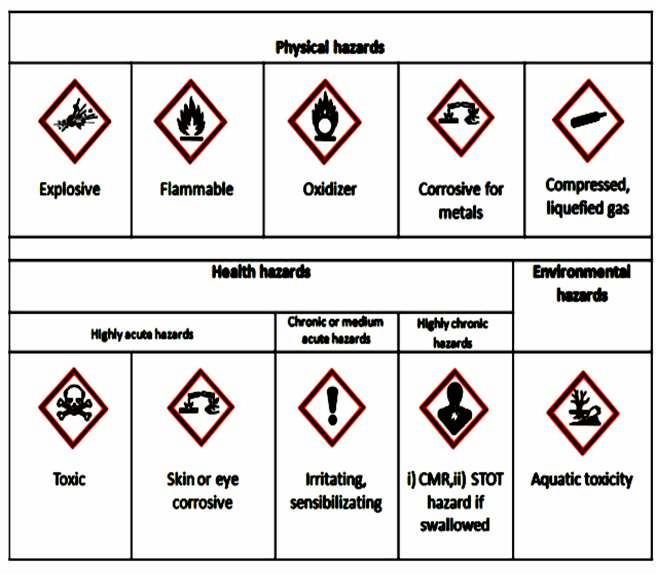 Physical hazards
Explosive
Flammable
Oxidizer
Corrosive for
metals
Compressed,
liquefied gas
Health hazards
Environmental
hazards
Highly acute hazards
Chronic or medium
acute hazards
Highly chronic
hazards
Toxic
Skin or eye
corrosive
Irritating,
sensibilizating
i) CMR,ii) STOT
hazard if
swallowed
Aquatic toxicity